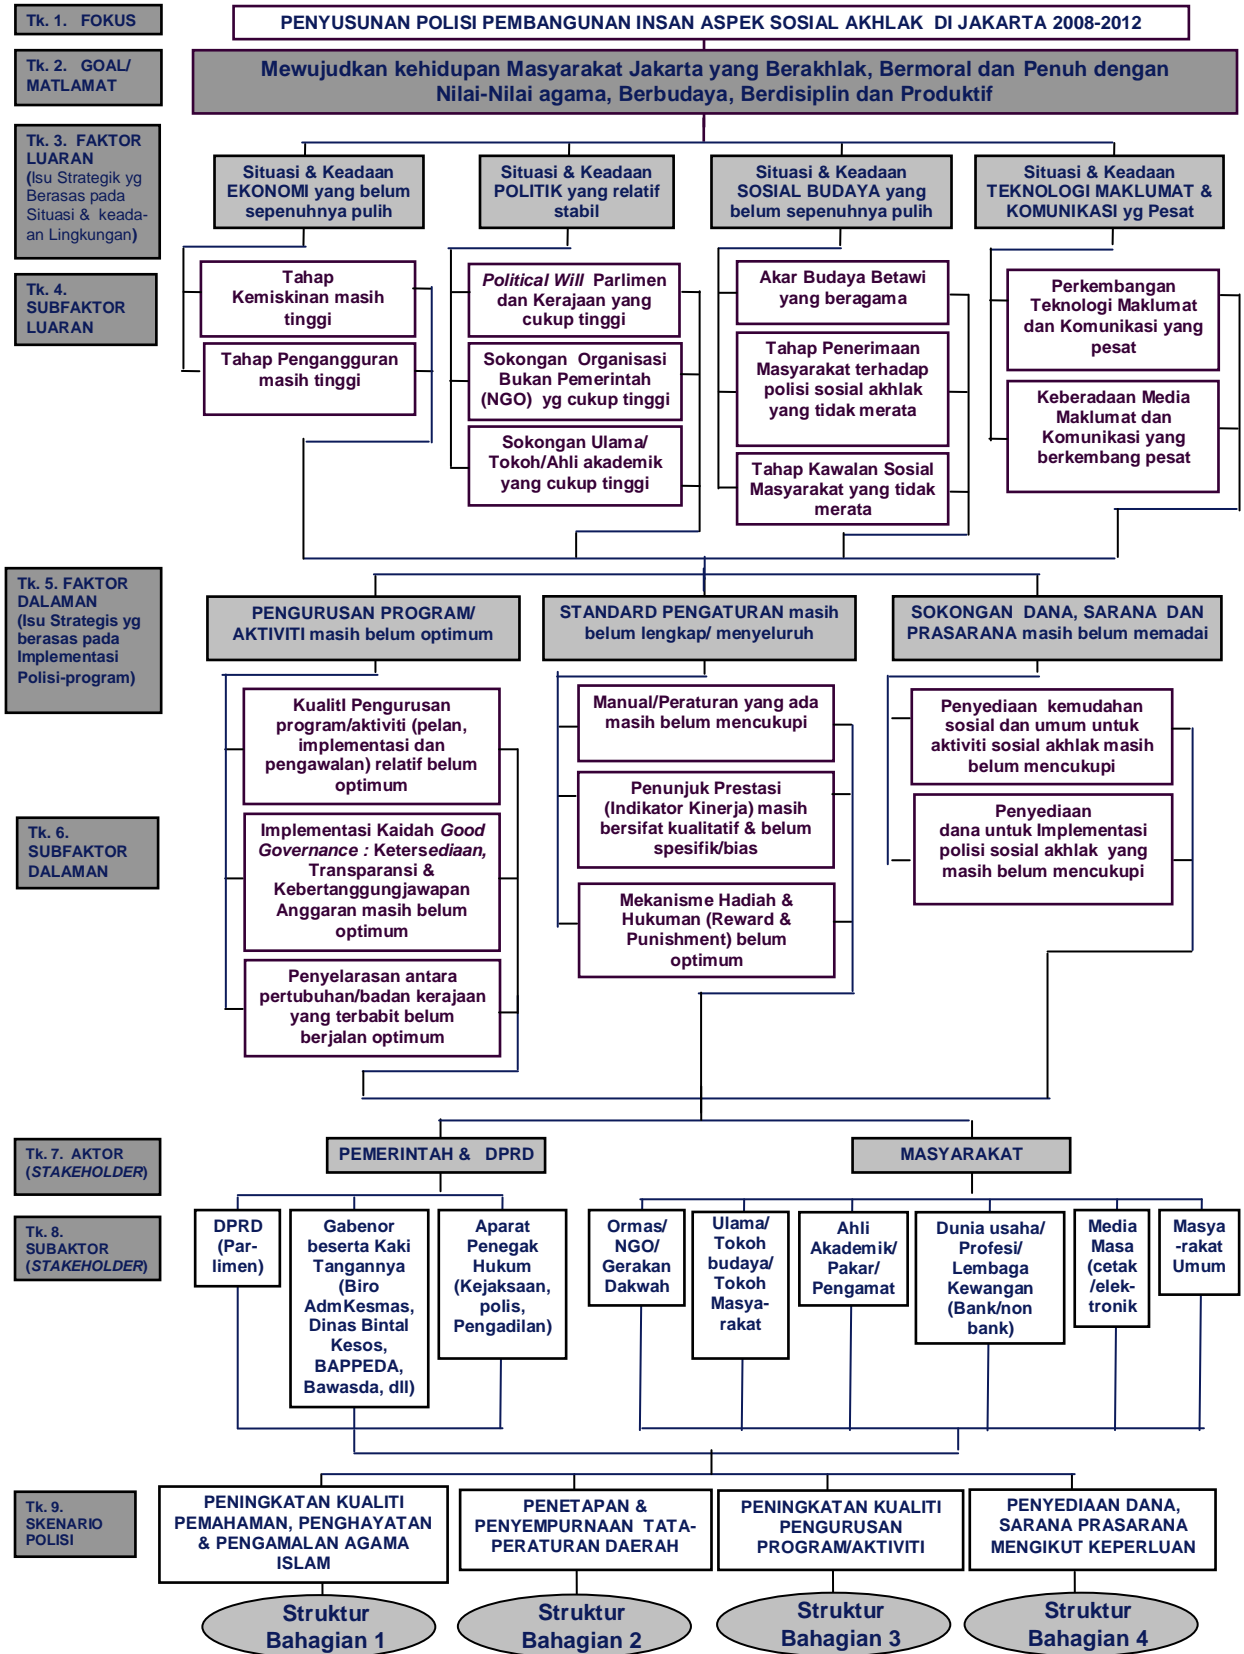 Tk. 1. FOKUS
PENYUSUNAN POLISI PEMBANGUNAN INSAN ASPEK SOSIAL AKHLAK DI JAKARTA 2008-2012
Tk. 2. GOAL/
MATLAMAT
Mewujudkan kehidupan Masyarakat Jakarta yang Berakhlak, Bermoral dan Penuh dengan
Nilai-Nilai agama, Berbudaya, Berdisiplin dan Produktif
Tk. 3. FAKTOR
LUARAN
(Isu Strategik yg
Berasas pada
Situasi & keada-
an Lingkungan)
Situasi & Keadaan
EKONOMI yang belum
sepenuhnya pulih
Situasi & Keadaan
POLITIK yang relatif
stabil
Situasi & Keadaan
SOSIAL BUDAYA yang
belum sepenuhnya pulih
Situasi & Keadaan
TEKNOLOGI MAKLUMAT &
KOMUNIKASI yg Pesat
Tk. 4.
SUBFAKTOR
LUARAN
Tahap
Kemiskinan masih
tinggi
Tahap Pengangguran
masih tinggi
Political Will Parlimen
dan Kerajaan yang
cukup tinggi
Sokongan Organisasi
Bukan Pemerintah
(NGO) yg cukup tinggi
Sokongan Ulama/
Tokoh/Ahli akademik
yang cukup tinggi
Akar Budaya Betawi
yang beragama
Tahap Penerimaan
Masyarakat terhadap
polisi sosial akhlak
yang tidak merata
Tahap Kawalan Sosial
Masyarakat yang tidak
merata
Perkembangan
Teknologi Maklumat
dan Komunikasi yang
pesat
Keberadaan Media
Maklumat dan
Komunikasi yang
berkembang pesat
Tk. 5. FAKTOR
DALAMAN
(Isu Strategis yg
berasas pada
Implementasi
Polisi-program)
PENGURUSAN PROGRAM/
AKTIVITI masih belum optimum
STANDARD PENGATURAN masih
belum lengkap/ menyeluruh
SOKONGAN DANA, SARANA DAN
PRASARANA masih belum memadai
Tk. 6.
SUBFAKTOR
DALAMAN
KualitI Pengurusan
program/aktiviti (pelan,
implementasi dan
pengawalan) relatif belum
optimum
Implementasi Kaidah Good
Governance : Ketersediaan,
Transparansi &
Kebertanggungjawapan
Anggaran masih belum
optimum
Penyelarasan antara
pertubuhan/badan kerajaan
yang terbabit belum
berjalan optimum
Manual/Peraturan yang ada
masih belum mencukupi
Penunjuk Prestasi
(Indikator Kinerja) masih
bersifat kualitatif & belum
spesifik/bias
Mekanisme Hadiah &
Hukuman (Reward &
Punishment) belum
optimum
Penyediaan kemudahan
sosial dan umum untuk
aktiviti sosial akhlak masih
belum mencukupi
Penyediaan
dana untuk Implementasi
polisi sosial akhlak yang
masih belum mencukupi
Tk. 7. AKTOR
(STAKEHOLDER)
PEMERINTAH & DPRD
MASYARAKAT
Tk. 8.
SUBAKTOR
(STAKEHOLDER)
DPRD
(Par-
limen)
Gabenor
beserta Kaki
Tangannya
(Biro
AdmKesmas,
Dinas Bintal
Kesos,
BAPPEDA,
Bawasda, dll)
Aparat
Penegak
Hukum
(Kejaksaan,
polis,
Pengadilan)
Ormas/
NGO/
Gerakan
Dakwah
Ulama/
Tokoh
budaya/
Tokoh
Masya-
rakat
Ahli
Akademik/
Pakar/
Pengamat
Dunia usaha/
Profesi/
Lembaga
Kewangan
(Bank/non
bank)
Media
Masa
(cetak
/elek-
tronik
Masya
-rakat
Umum
Tk. 9.
SKENARIO
POLISI
PENINGKATAN KUALITI
PEMAHAMAN, PENGHAYATAN
& PENGAMALAN AGAMA
ISLAM
PENETAPAN &
PENYEMPURNAAN TATA-
PERATURAN DAERAH
PENINGKATAN KUALITI
PENGURUSAN
PROGRAM/AKTIVITI
PENYEDIAAN DANA,
SARANA PRASARANA
MENGIKUT KEPERLUAN
Struktur
Bahagian 1
Struktur
Bahagian 2
Struktur
Bahagian 3
Struktur
Bahagian 4